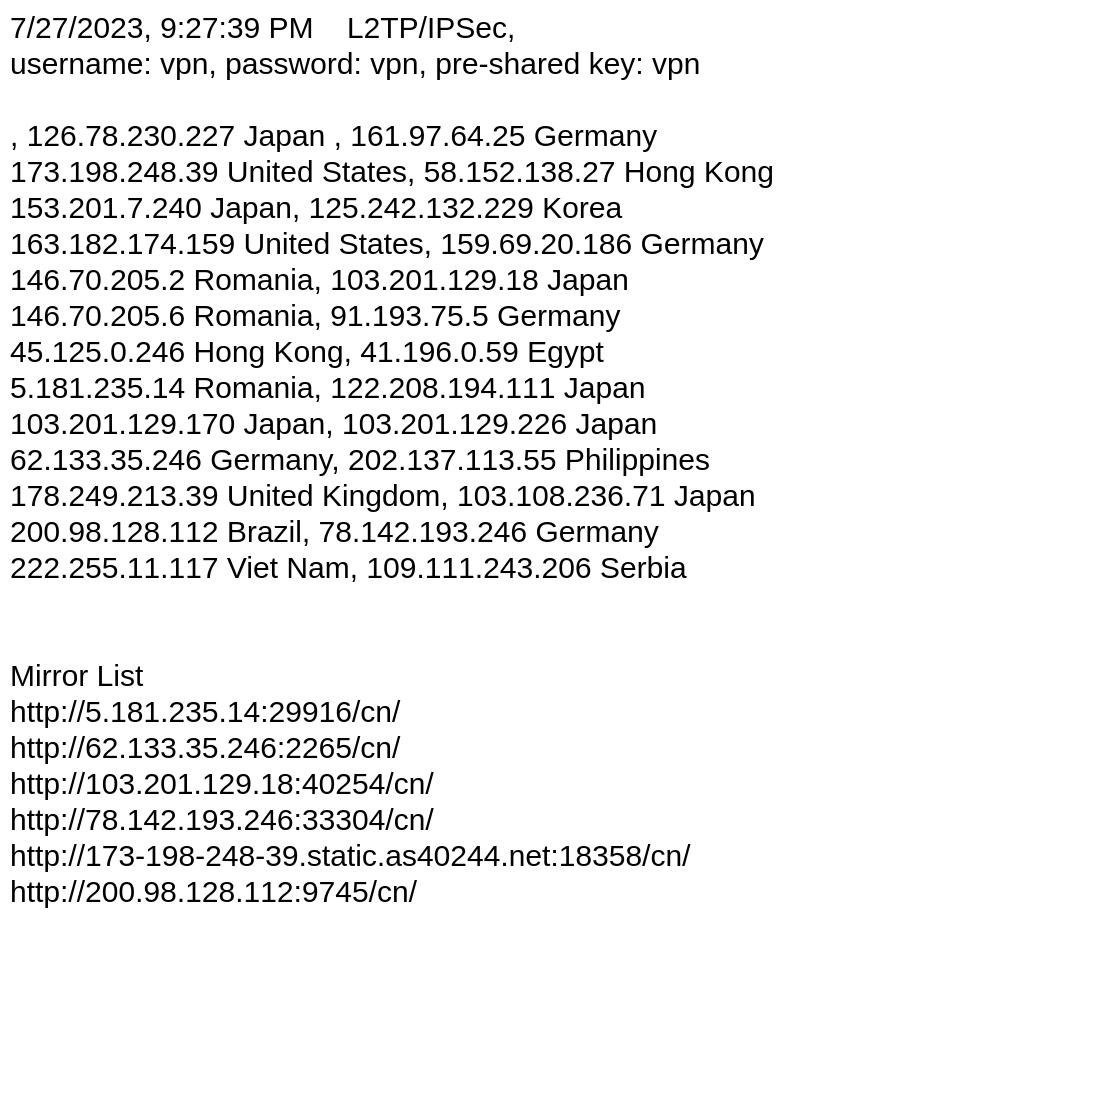 7/27/2023, 9:27:39 PM    L2TP/IPSec,
username: vpn, password: vpn, pre-shared key: vpn
, 126.78.230.227 Japan , 161.97.64.25 Germany
173.198.248.39 United States, 58.152.138.27 Hong Kong
153.201.7.240 Japan, 125.242.132.229 Korea
163.182.174.159 United States, 159.69.20.186 Germany
146.70.205.2 Romania, 103.201.129.18 Japan
146.70.205.6 Romania, 91.193.75.5 Germany
45.125.0.246 Hong Kong, 41.196.0.59 Egypt
5.181.235.14 Romania, 122.208.194.111 Japan
103.201.129.170 Japan, 103.201.129.226 Japan
62.133.35.246 Germany, 202.137.113.55 Philippines
178.249.213.39 United Kingdom, 103.108.236.71 Japan
200.98.128.112 Brazil, 78.142.193.246 Germany
222.255.11.117 Viet Nam, 109.111.243.206 Serbia
Mirror List
http://5.181.235.14:29916/cn/
http://62.133.35.246:2265/cn/
http://103.201.129.18:40254/cn/
http://78.142.193.246:33304/cn/
http://173-198-248-39.static.as40244.net:18358/cn/
http://200.98.128.112:9745/cn/